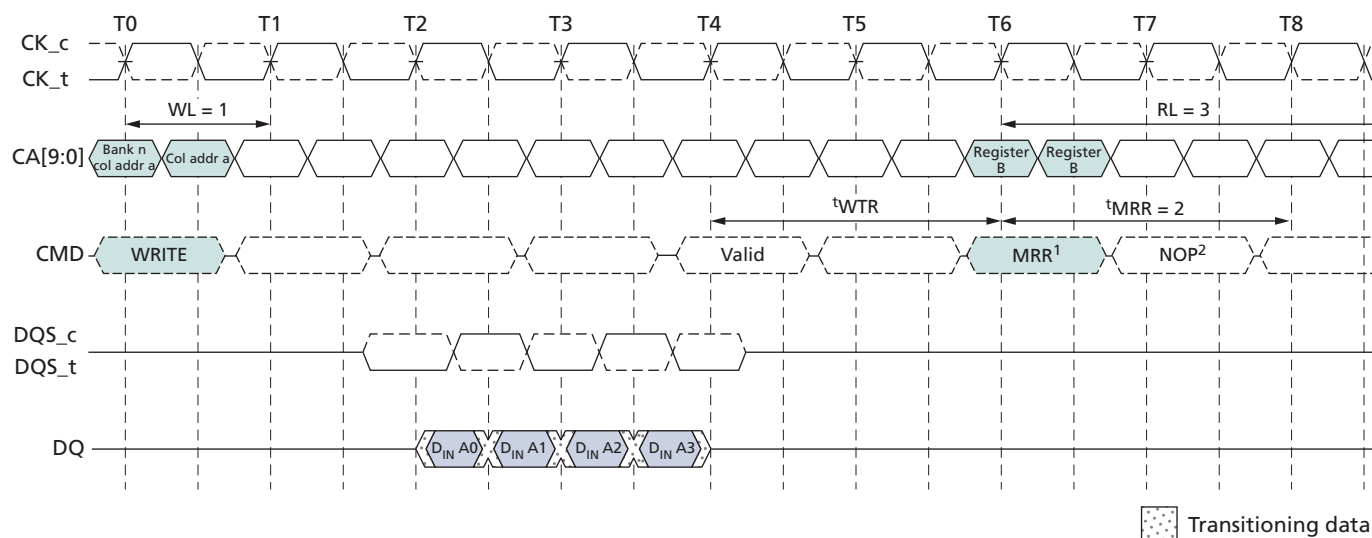 T0 T1 T2 T3 T4 T5 T6 T7 T8
CK_c
CK_t
WL = 1
RL = 3
CA[9:0]
Bank n
col addr a
Col addr a
Register
B
Register
B
tWTR
tMRR = 2
CMD
WRITE
Valid
MRR1
NOP2
DQS_c
DQS_t
DQ
DIN A0
DIN A1
DIN A2
DIN A3
Transitioning data